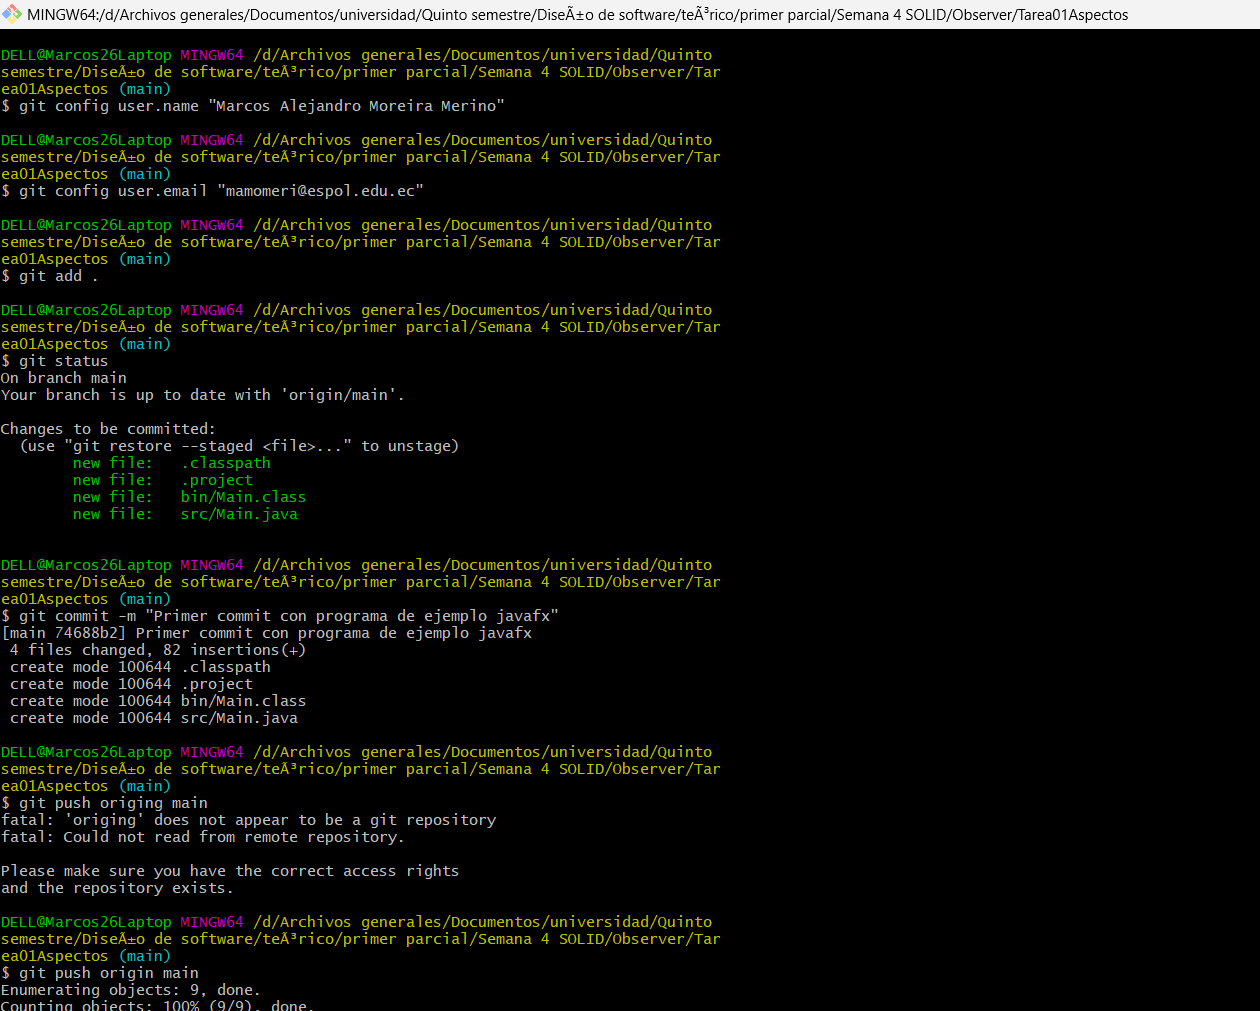 MINGW64:/d/Archivos generales/Documentos/universidad/Quinto semestre/DiseÃ±o de software/teÃ³rico/primer parcial/Semana 4 SOLID/Observer/Tarea01Aspectos
DELL@Marcos26Laptop MINGW64 /d/Archivos generales/Documentos/universidad/Quinto
semestre/DiseÃ±o de software/teÃ³rico/primer parcial/Semana 4 SOLID/Observer/Tar
ea01Aspectos (main)
$ git config user.name "Marcos Alejandro Moreira Merino"
DELL@Marcos26Laptop MINGW64 /d/Archivos generales/Documentos/universidad/Quinto
semestre/DiseÃ±o de software/teÃ³rico/primer parcial/Semana 4 SOLID/Observer/Tar
ea01Aspectos (main)
$ git config user.email "mamomeri@espol.edu.ec"
DELL@Marcos26Laptop MINGW64 /d/Archivos generales/Documentos/universidad/Quinto
semestre/DiseÃ±o de software/teÃ³rico/primer parcial/Semana 4 SOLID/Observer/Tar
ea01Aspectos (main)
$ git add .
DELL@Marcos26Laptop MINGW64 /d/Archivos generales/Documentos/universidad/Quinto
semestre/DiseÃ±o de software/teÃ³rico/primer parcial/Semana 4 SOLID/Observer/Tar
ea01Aspectos (main)
$ git status
On branch main
Your branch is up to date with 'origin/main'.
Changes to be committed:
(use "git restore --staged <file>..." to unstage)
new file:   .classpath
new file:   .project
new file:   bin/Main.class
new file:   src/Main.java
DELL@Marcos26Laptop MINGW64 /d/Archivos generales/Documentos/universidad/Quinto
semestre/DiseÃ±o de software/teÃ³rico/primer parcial/Semana 4 SOLID/Observer/Tar
ea01Aspectos (main)
$ git commit -m "Primer commit con programa de ejemplo javafx"
[main 74688b2] Primer commit con programa de ejemplo javafx
4 files changed, 82 insertions(+)
create mode 100644 .classpath
create mode 100644 .project
create mode 100644 bin/Main.class
create mode 100644 src/Main.java
DELL@Marcos26Laptop MINGW64 /d/Archivos generales/Documentos/universidad/Quinto
semestre/DiseÃ±o de software/teÃ³rico/primer parcial/Semana 4 SOLID/Observer/Tar
ea01Aspectos (main)
$ git push origing main
fatal: 'origing' does not appear to be a git repository
fatal: Could not read from remote repository.
Please make sure you have the correct access rights
and the repository exists.
DELL@Marcos26Laptop MINGW64 /d/Archivos generales/Documentos/universidad/Quinto
semestre/DiseÃ±o de software/teÃ³rico/primer parcial/Semana 4 SOLID/Observer/Tar
ea01Aspectos (main)
$ git push origin main
Enumerating objects: 9, done.
Counting objects: 100% (9/9), done.